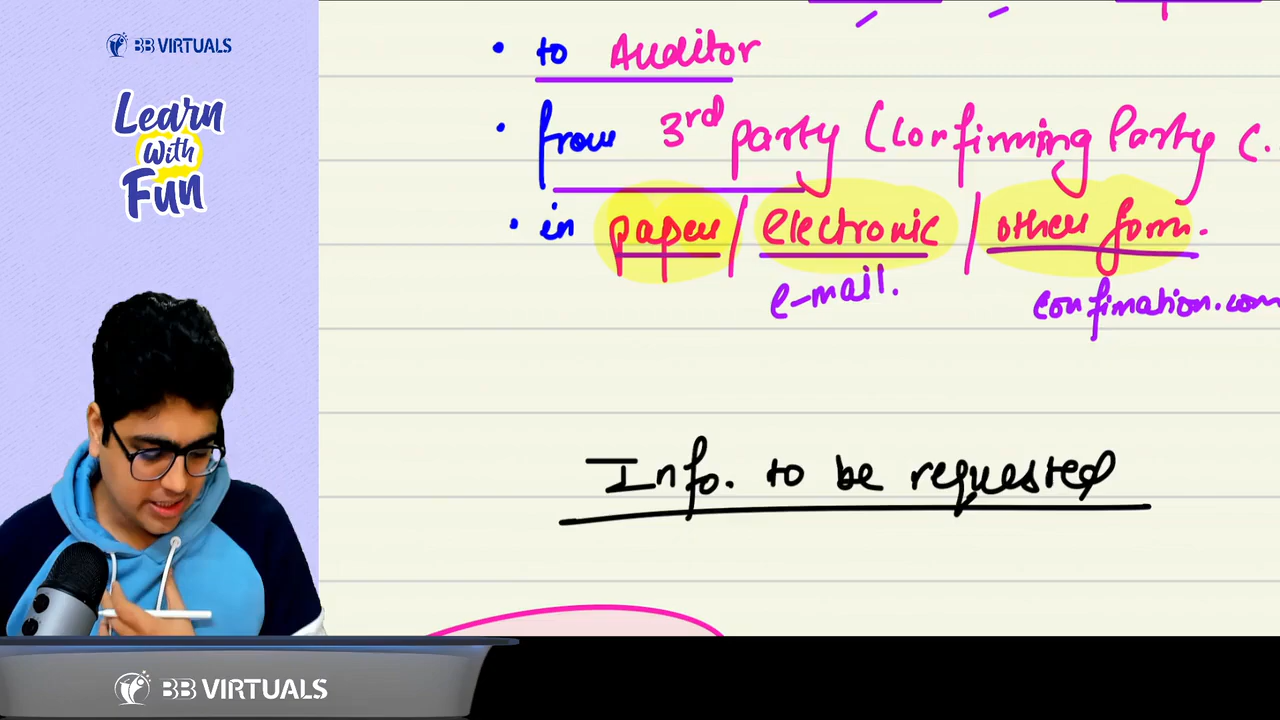 BB VIRTUALS
Learn
With
Fun
• to Auditor
• from 3rd party (Confirming Party C.
• in paper / electronic / other form.
e-mail.
confimation.com
Info. to be requested
BB VIRTUALS